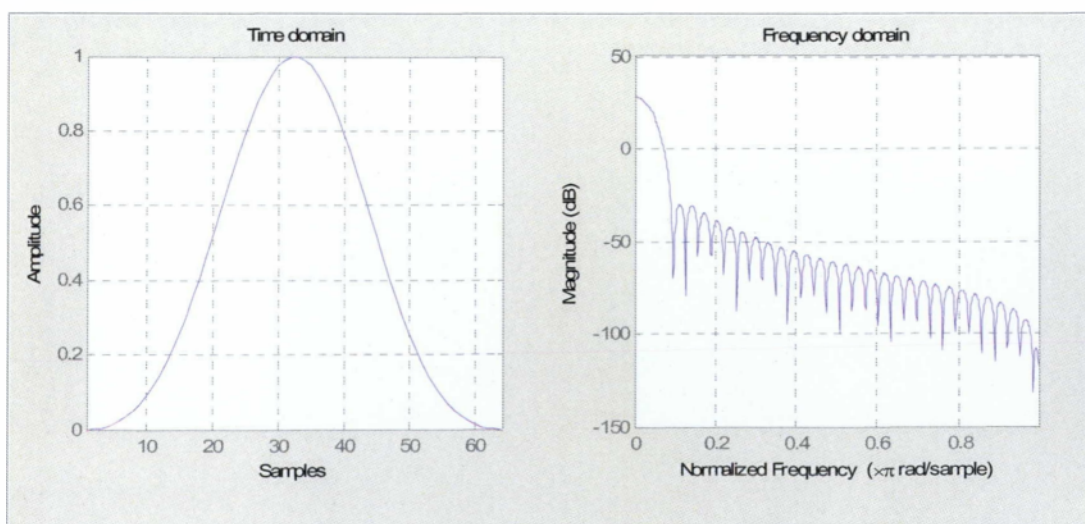 Time domain
1
0.8
0.6
0.4
0.2
0
10 20 30 40 50 60
Amplitude
Samples
Frequency domain
50
0
-50
-100
-150
0 0.2 0.4 0.6 0.8
Magnitude (dB)
Normalized Frequency (×π rad/sample)